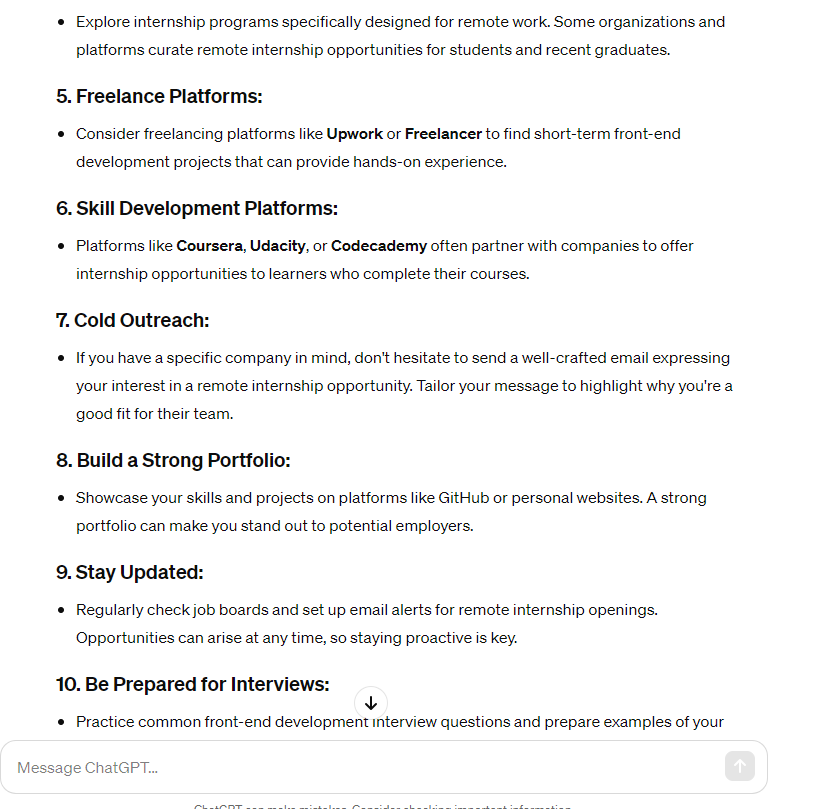 • Explore internship programs specifically designed for remote work. Some organizations and
platforms curate remote internship opportunities for students and recent graduates.
5. Freelance Platforms:
• Consider freelancing platforms like Upwork or Freelancer to find short-term front-end
development projects that can provide hands-on experience.
6. Skill Development Platforms:
• Platforms like Coursera, Udacity, or Codecademy often partner with companies to offer
internship opportunities to learners who complete their courses.
7. Cold Outreach:
• If you have a specific company in mind, don't hesitate to send a well-crafted email expressing
your interest in a remote internship opportunity. Tailor your message to highlight why you're a
good fit for their team.
8. Build a Strong Portfolio:
• Showcase your skills and projects on platforms like GitHub or personal websites. A strong
portfolio can make you stand out to potential employers.
9. Stay Updated:
• Regularly check job boards and set up email alerts for remote internship openings.
Opportunities can arise at any time, so staying proactive is key.
10. Be Prepared for Interviews:
• Practice common front-end development interview questions and prepare examples of your
Message ChatGPT...
ChatGPT can make mistakes. Consider checking important information.